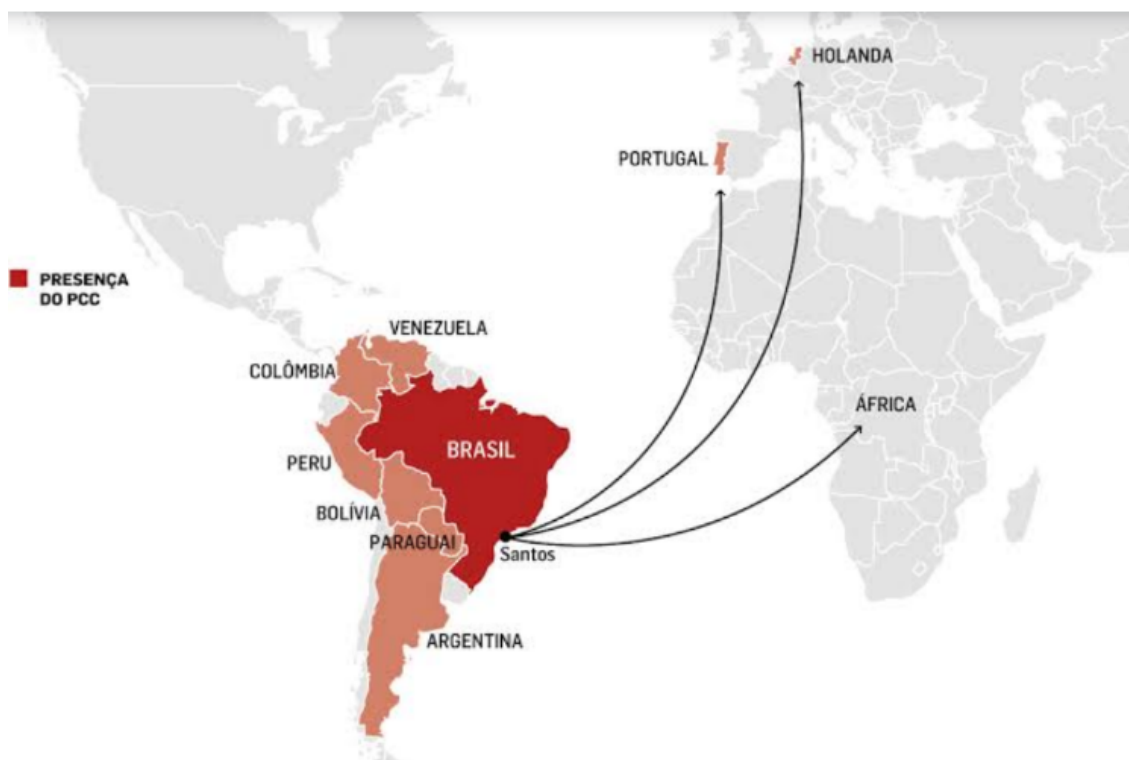 HOLANDA
PORTUGAL
PRESENÇA
DO PCC
VENEZUELA
COLÔMBIA
ÁFRICA
BRASIL
PERU
BOLÍVIA
PARAGUAI
Santos
ARGENTINA